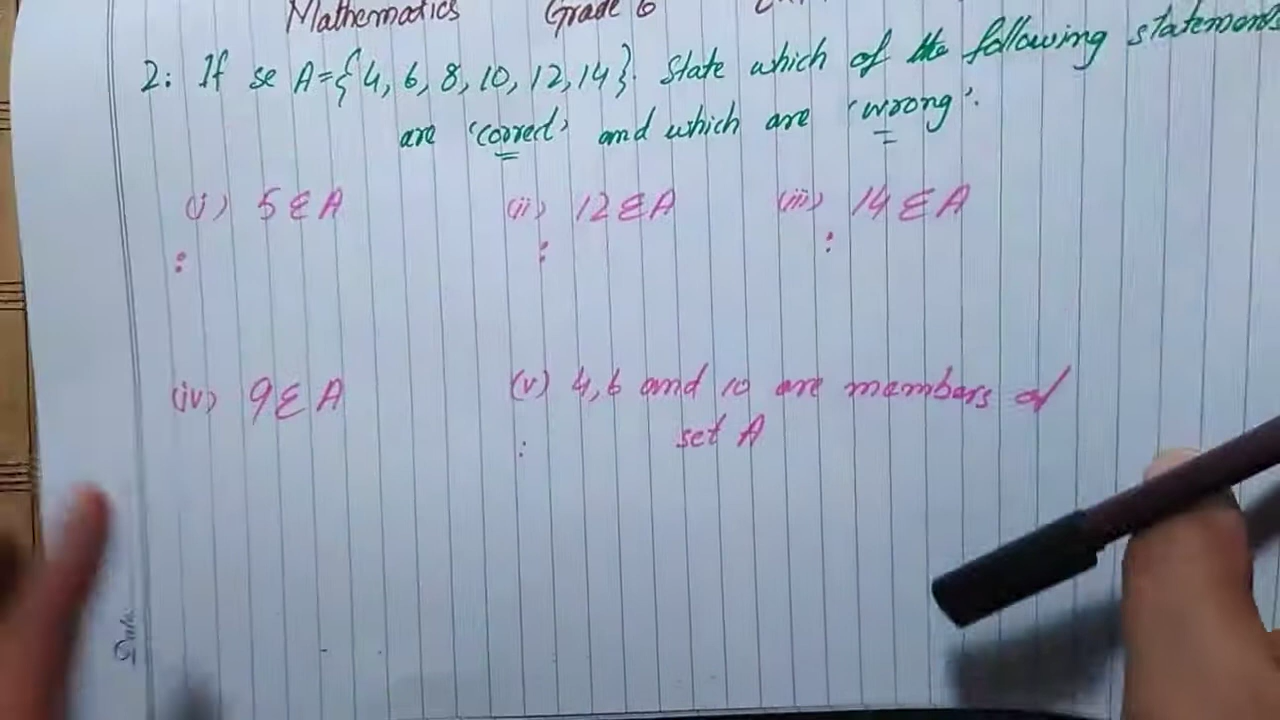 Mathematics Grade 6
2: If se A={4, 6, 8, 10, 12, 14}. State which of the following statements
are 'correct' and which are 'wrong'.
(i) 5 ∈ A (ii) 12 ∈ A (iii) 14 ∈ A
: : :
(iv) 9 ∈ A (v) 4,6 and 10 are members of
: set A
Date